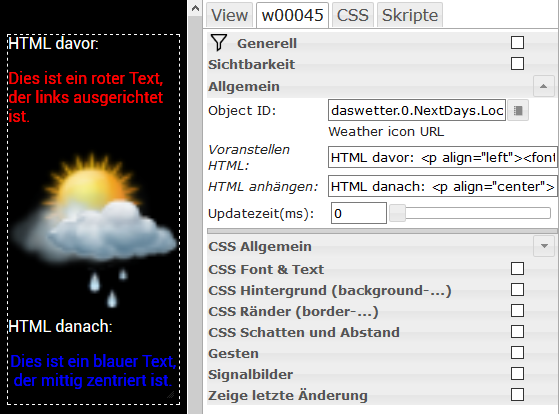 HTML davor:
Dies ist ein roter Text,
der links ausgerichtet
ist.
HTML danach:
Dies ist ein blauer Text,
der mittig zentriert ist.
View w00045 CSS Skripte
Generell
Sichtbarkeit
Allgemein
Object ID: daswetter.0.NextDays.Loc
Weather icon URL
Voranstellen
HTML: HTML davor: <p align="left"><font
HTML anhängen: HTML danach: <p align="center">
Updatezeit(ms): 0
CSS Allgemein
CSS Font & Text
CSS Hintergrund (background-...)
CSS Ränder (border-...)
CSS Schatten und Abstand
Gesten
Signalbilder
Zeige letzte Änderung